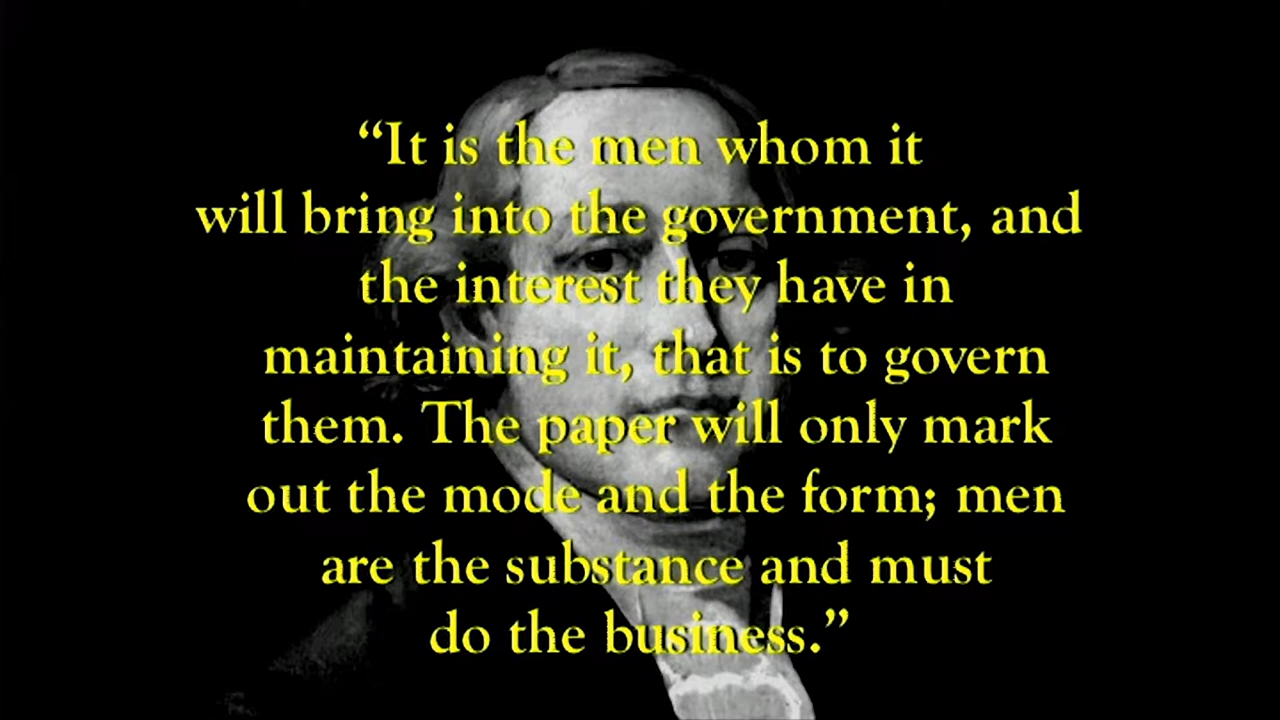 “It is the men whom it
will bring into the government, and
the interest they have in
maintaining it, that is to govern
them. The paper will only mark
out the mode and the form; men
are the substance and must
do the business.”